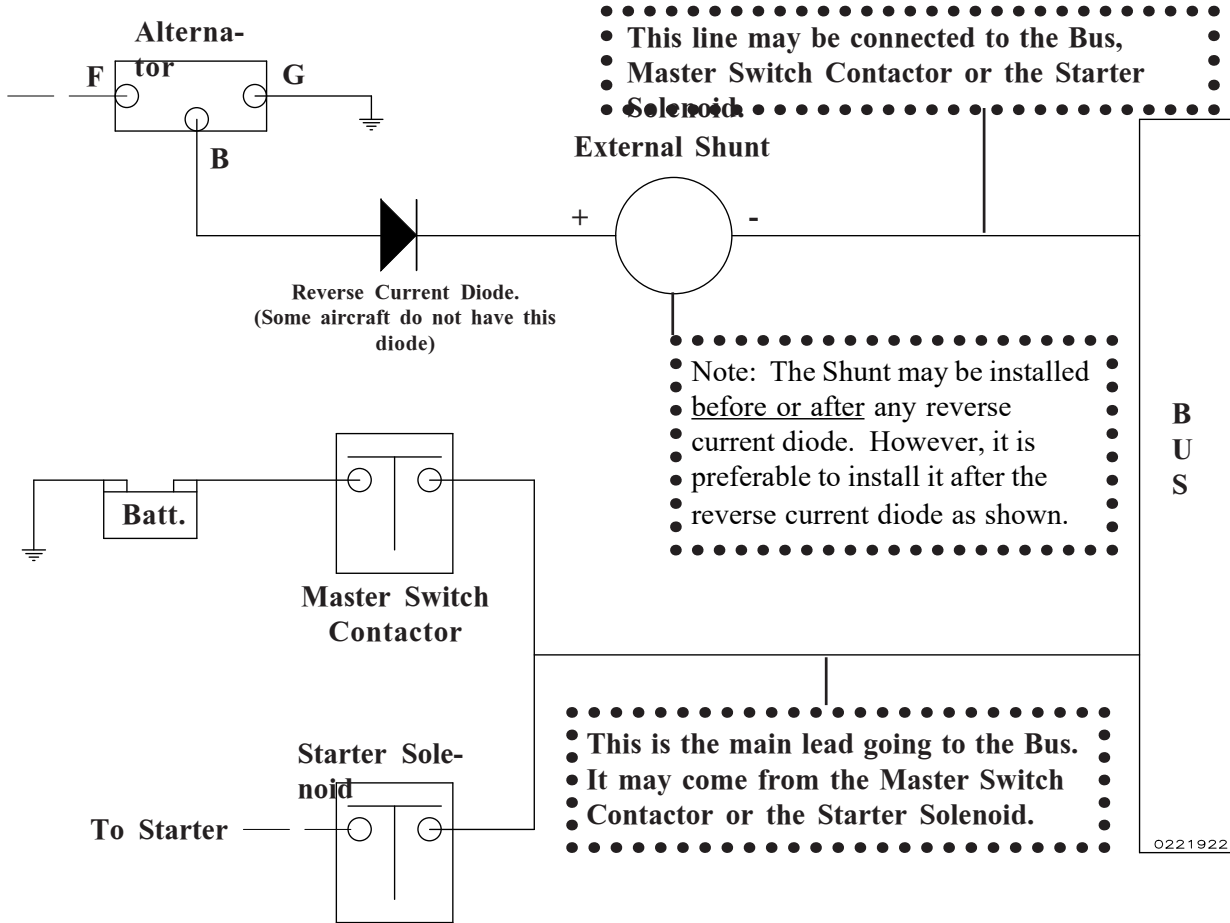 Alterna-
tor
F
G
B
This line may be connected to the Bus,
Master Switch Contactor or the Starter
Solenoid.
External Shunt
+
-
Reverse Current Diode.
(Some aircraft do not have this
diode)
Note: The Shunt may be installed
before or after any reverse
current diode. However, it is
preferable to install it after the
reverse current diode as shown.
B
U
S
Batt.
Master Switch
Contactor
This is the main lead going to the Bus.
It may come from the Master Switch
Contactor or the Starter Solenoid.
Starter Sole-
noid
To Starter
0221922